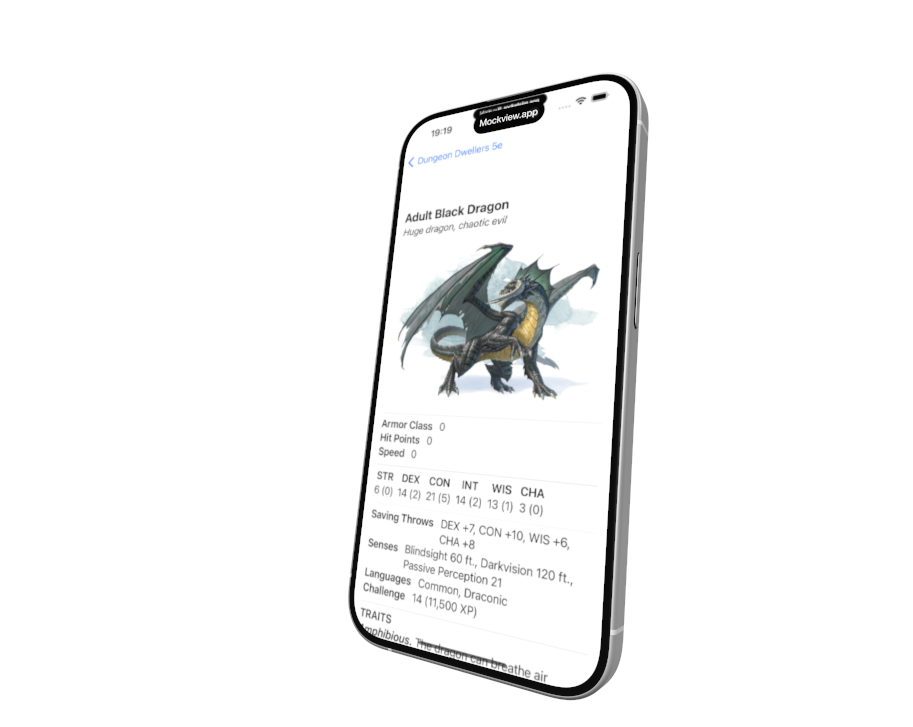 Mockview.app
19:19
Dungeon Dwellers 5e
Adult Black Dragon
Huge dragon, chaotic evil
Armor Class 0
Hit Points 0
Speed 0
STR DEX CON INT WIS CHA
6 (0) 14 (2) 21 (5) 14 (2) 13 (1) 3 (0)
Saving Throws DEX +7, CON +10, WIS +6,
CHA +8
Senses Blindsight 60 ft., Darkvision 120 ft.,
Passive Perception 21
Languages Common, Draconic
Challenge 14 (11,500 XP)
TRAITS
Amphibious. The dragon can breathe air